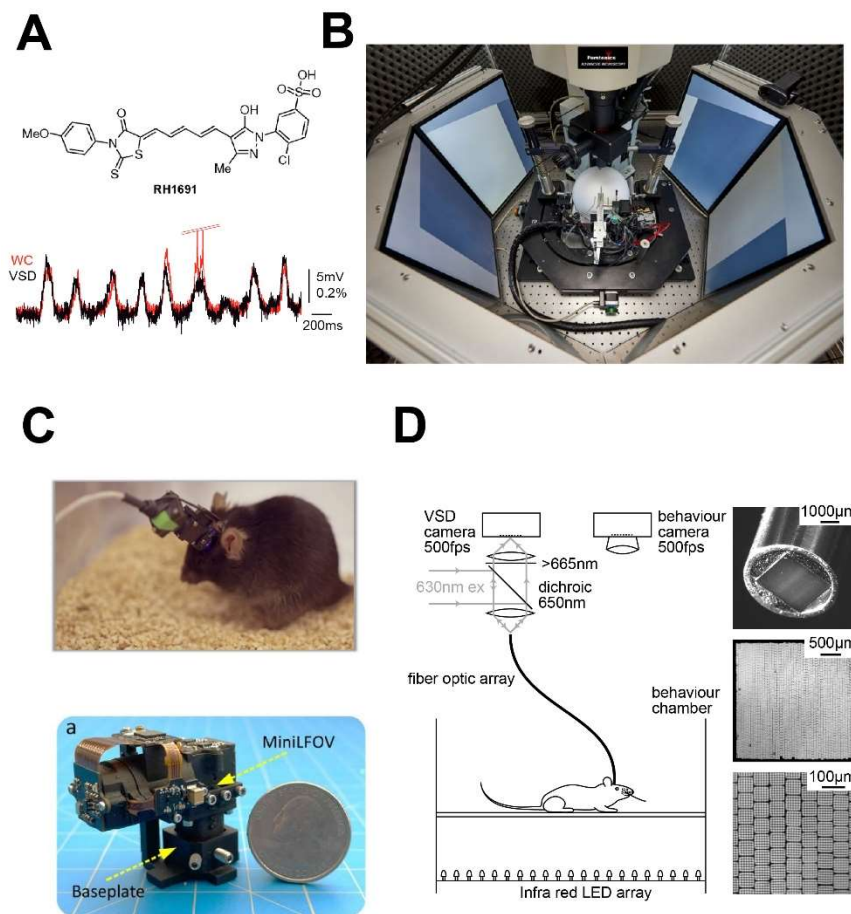 A
OH
O=S=O
O
OH
MeO
N
N
S
N
Cl
S
Me
RH1691
WC
VSD
5mV
0.2%
200ms
B
Femtonics
C
a
MiniLFOV
Baseplate
D
VSD
camera
500fps
behaviour
camera
500fps
>665nm
630nm ex
dichroic
650nm
fiber optic array
behaviour
chamber
Infra red LED array
1000µm
500µm
100µm